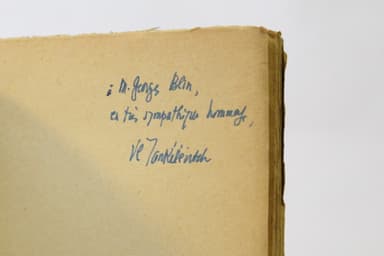 à M. Georges Blin,
en très sympathique hommage,
Vl Jankélévitch